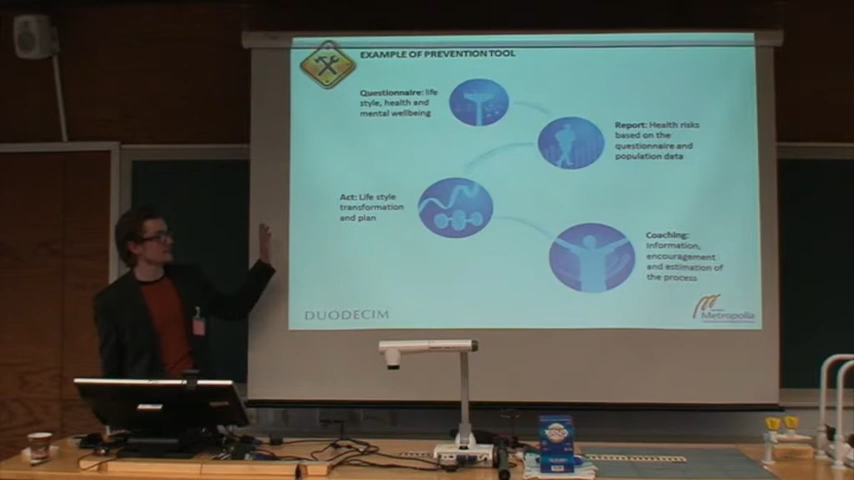 EXAMPLE OF PREVENTION TOOL
Questionnaire: life
style, health and
mental wellbeing
Report: Health risks
based on the
questionnaire and
population data
Act: Life style
transformation
and plan
Coaching:
Information,
encouragement
and estimation of
the process
DUODECIM
Metropolia